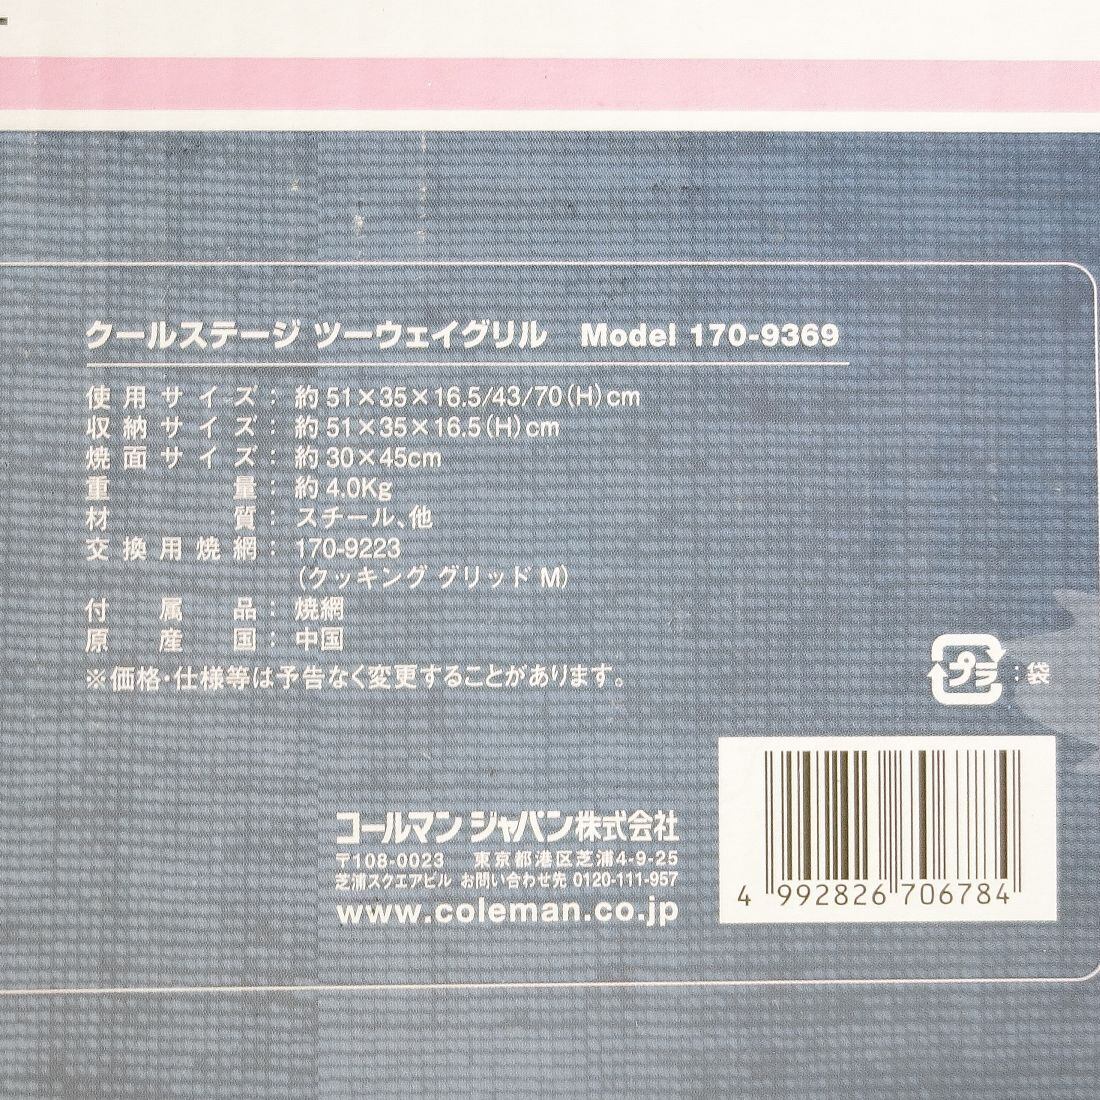 クールステージ ツーウェイグリル Model 170-9369
使用サイズ：約51×35×16.5/43/70(H)cm
収納サイズ：約51×35×16.5(H)cm
焼面サイズ：約30×45cm
重量：約4.0Kg
材質：スチール、他
交換用焼網：170-9223
(クッキング グリッド M)
付属品：焼網
原産国：中国
※価格・仕様等は予告なく変更することがあります。
プラ：袋
コールマン ジャパン株式会社
〒108-0023 東京都港区芝浦4-9-25
芝浦スクエアビル お問い合わせ先 0120-111-957
www.coleman.co.jp
4 992826 706784